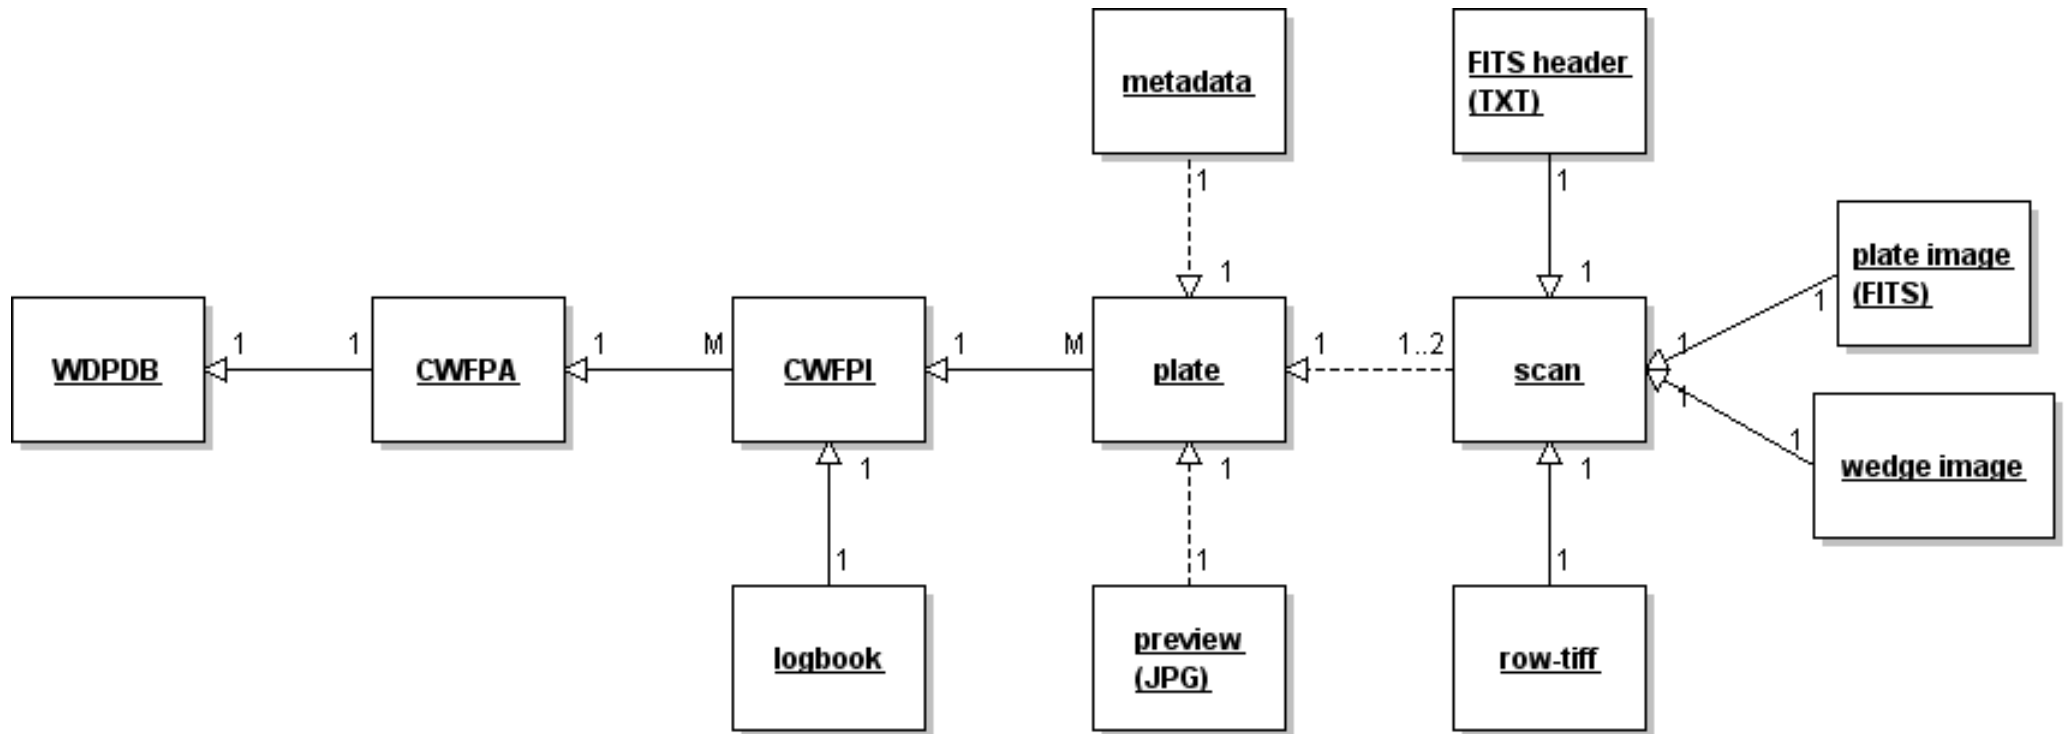 metadata
FITS header
(TXT)
1
1
1
1
plate image
(FITS)
1
1
WDPDB
1
1
CWFPA
1
M
CWFPI
1
M
plate
1
1..2
scan
1
1
wedge image
1
1
1
1
1
1
logbook
preview
(JPG)
row-tiff